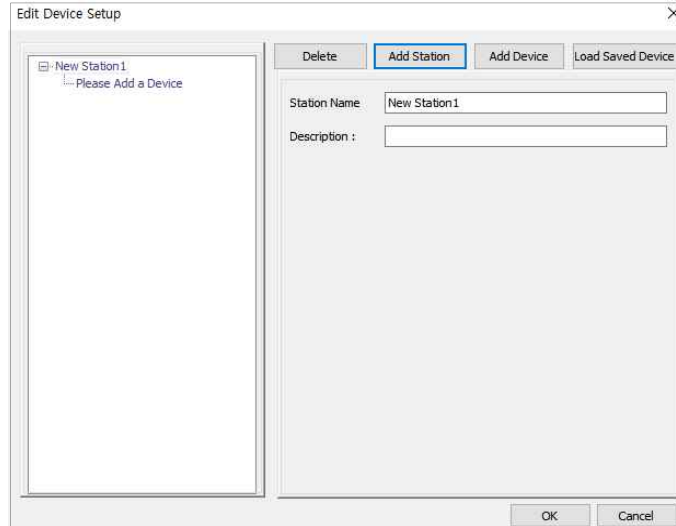 Edit Device Setup
New Station1
Please Add a Device
Delete
Add Station
Add Device
Load Saved Device
Station Name
New Station1
Description :
OK
Cancel